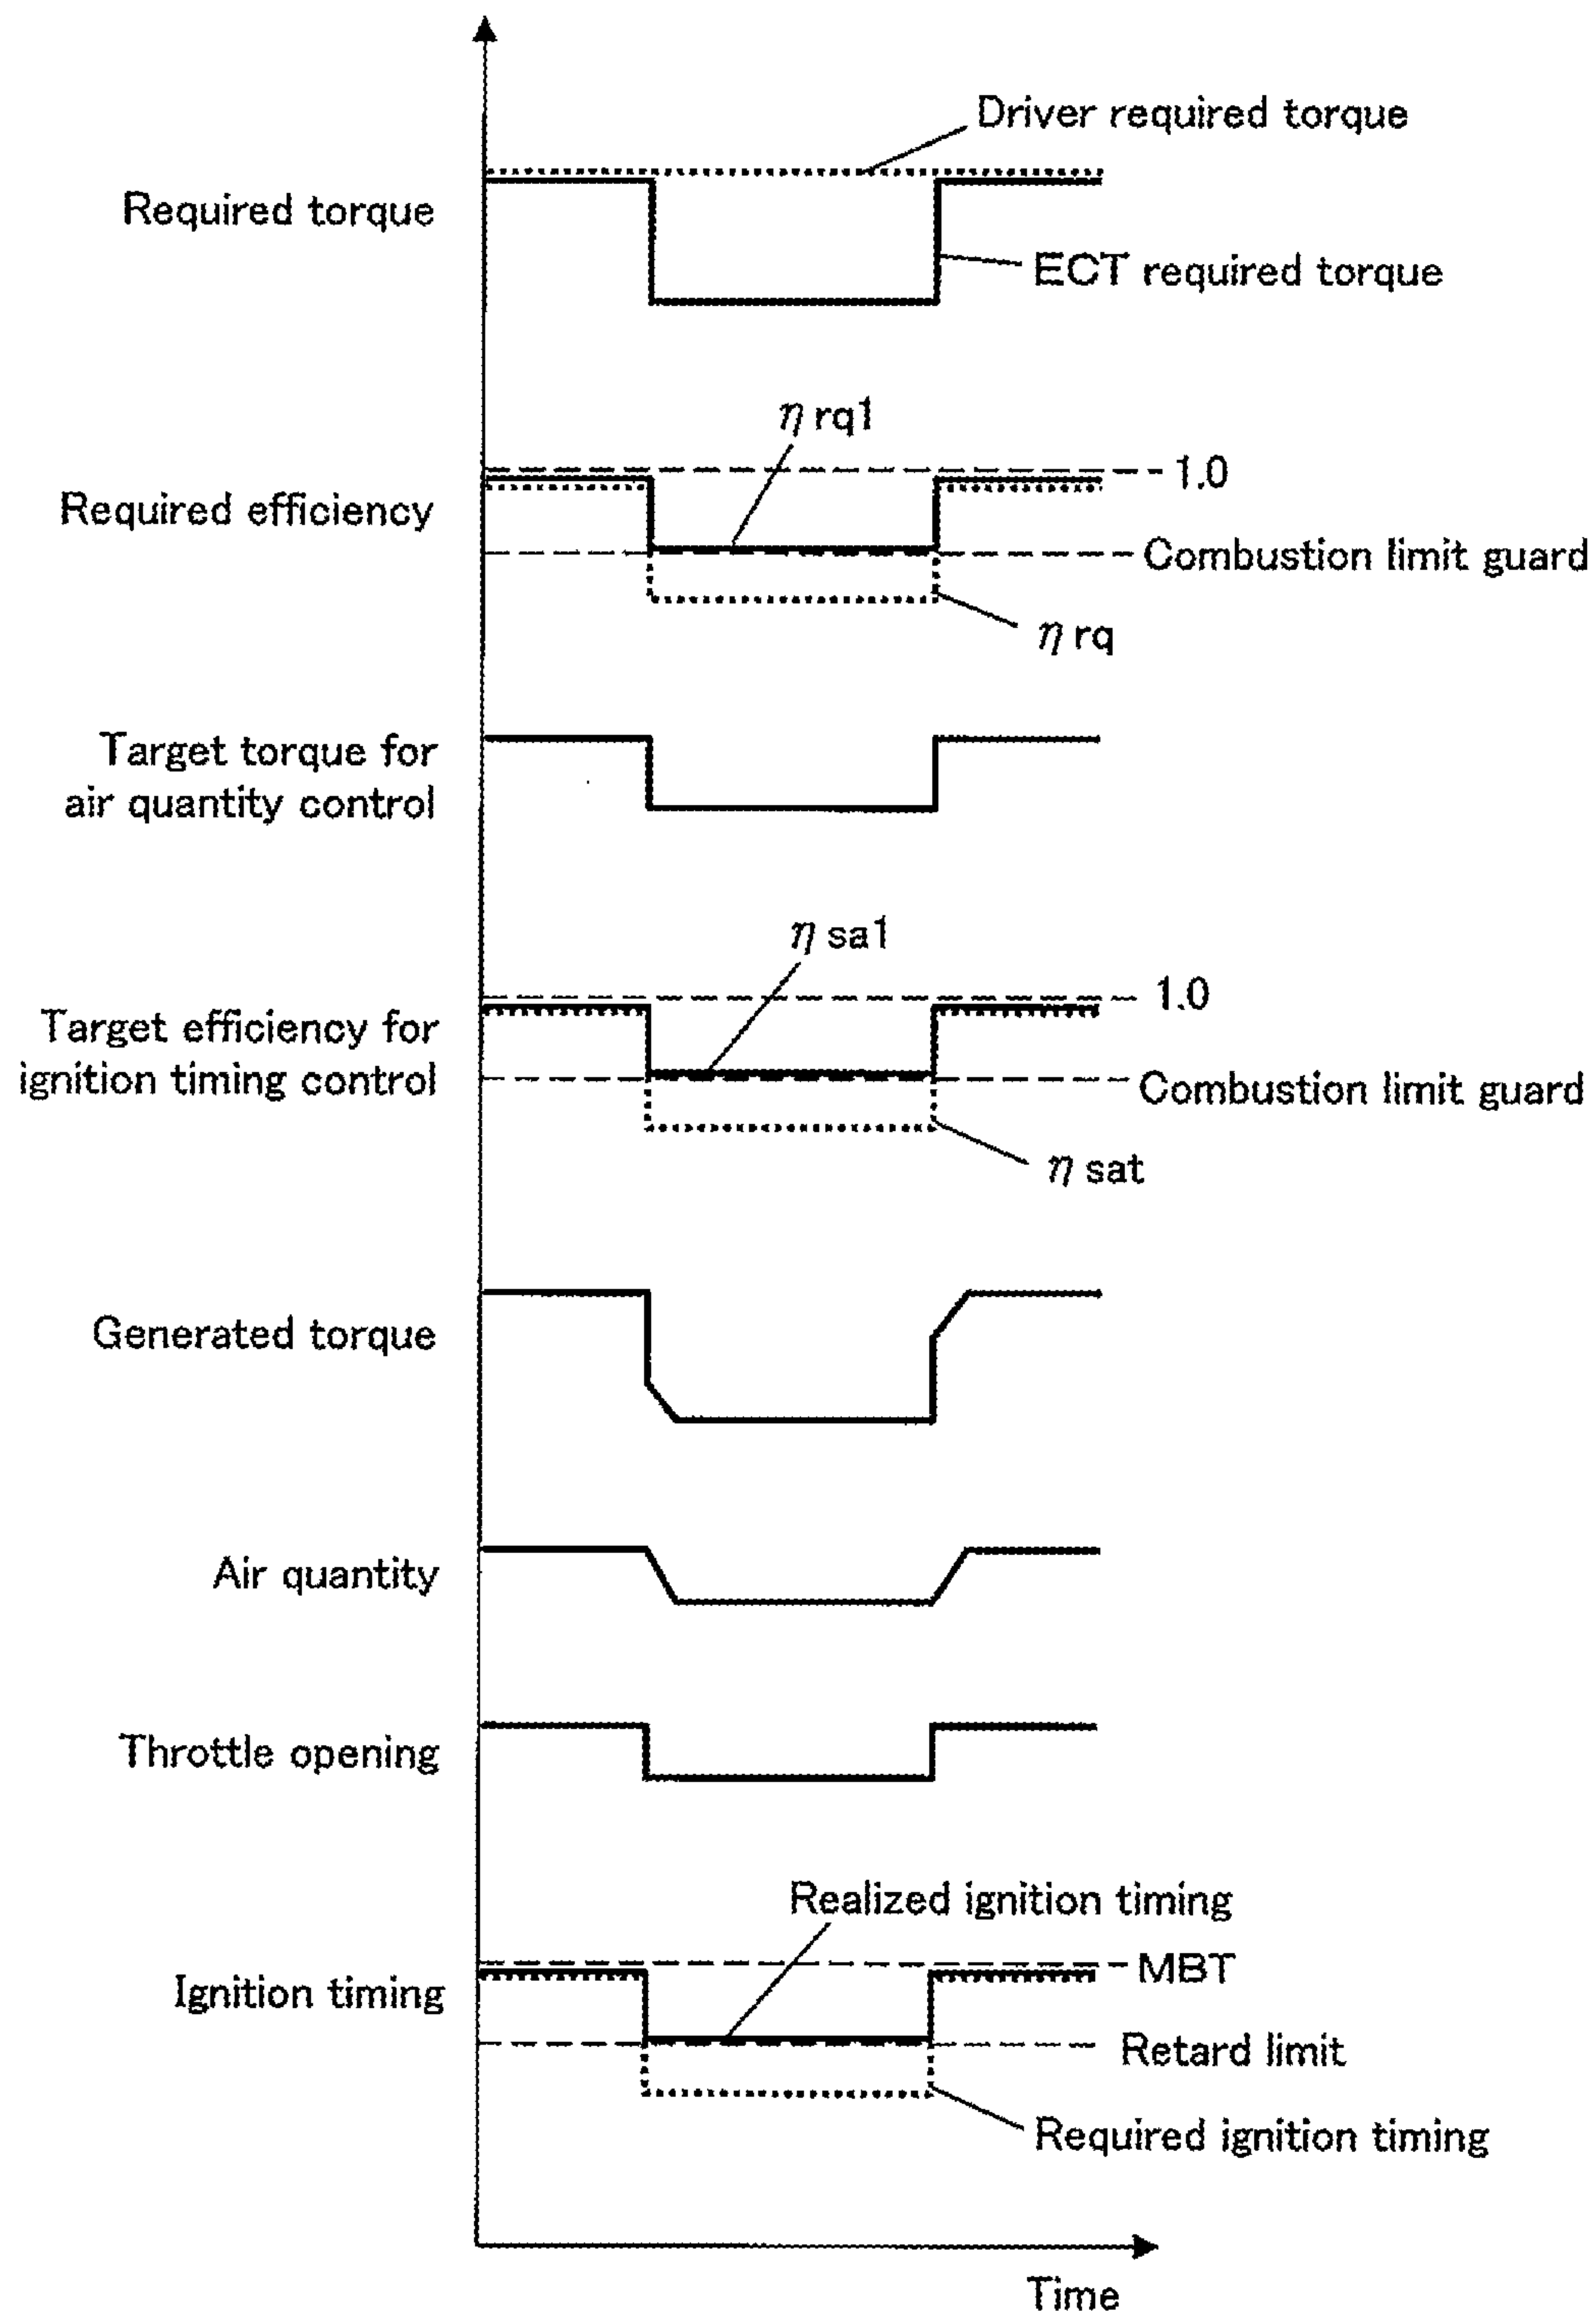 Driver required torque
Required torque
ECT required torque
η rq1
1.0
Required efficiency
Combustion limit guard
η rq
Target torque for
air quantity control
η sa1
1.0
Target efficiency for
ignition timing control
Combustion limit guard
η sat
Generated torque
Air quantity
Throttle opening
Realized ignition timing
MBT
Ignition timing
Retard limit
Required ignition timing
Time